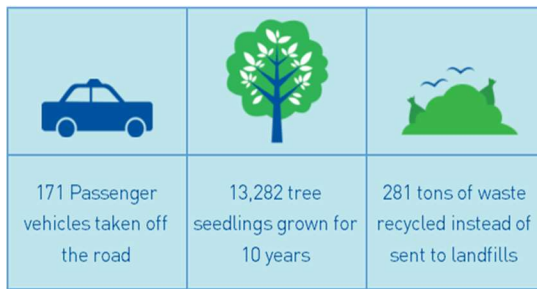 171 Passenger
vehicles taken off
the road
13,282 tree
seedlings grown for
10 years
281 tons of waste
recycled instead of
sent to landfills